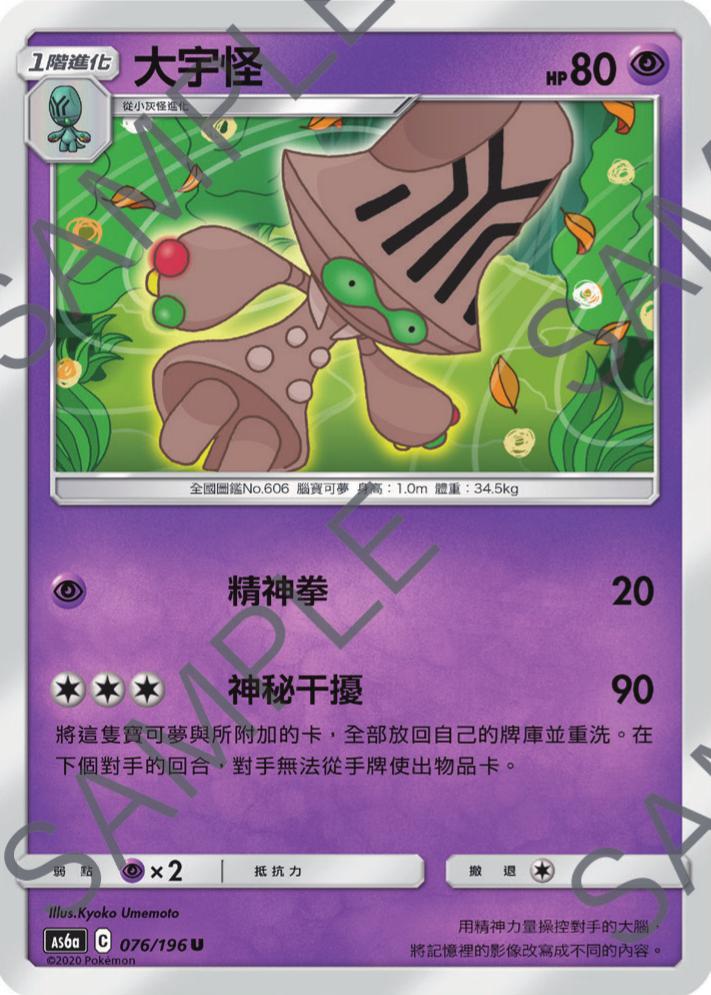 1階進化
大宇怪
HP 80
從小灰怪進化
全國圖鑑No.606 腦寶可夢 身高：1.0m 體重：34.5kg
精神拳 20
神秘干擾 90
將這隻寶可夢與所附加的卡，全部放回自己的牌庫並重洗。在
下個對手的回合，對手無法從手牌使出物品卡。
弱點 ×2 抵抗力 撤退
Illus.Kyoko Umemoto
用精神力量操控對手的大腦，
AS6a C 076/196 U
將記憶裡的影像改寫成不同的內容。
©2020 Pokémon
SAMPLE
SAMPLE
SAMPLE
SAMPLE
SAMPLE